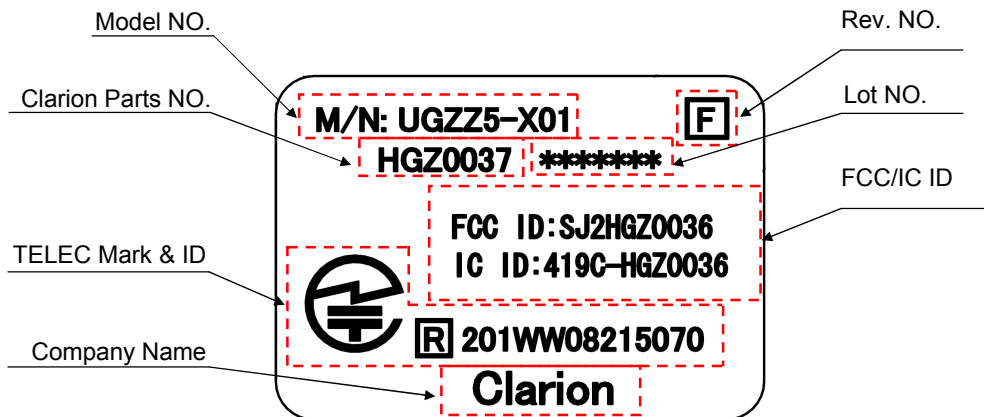 Model NO.
Rev. NO.
Clarion Parts NO.
Lot NO.
M/N: UGZZ5-X01
F
HGZ0037 *******
FCC/IC ID
FCC ID:SJ2HGZ0036
IC ID:419C-HGZ0036
TELEC Mark & ID
R 201WW08215070
Company Name
Clarion